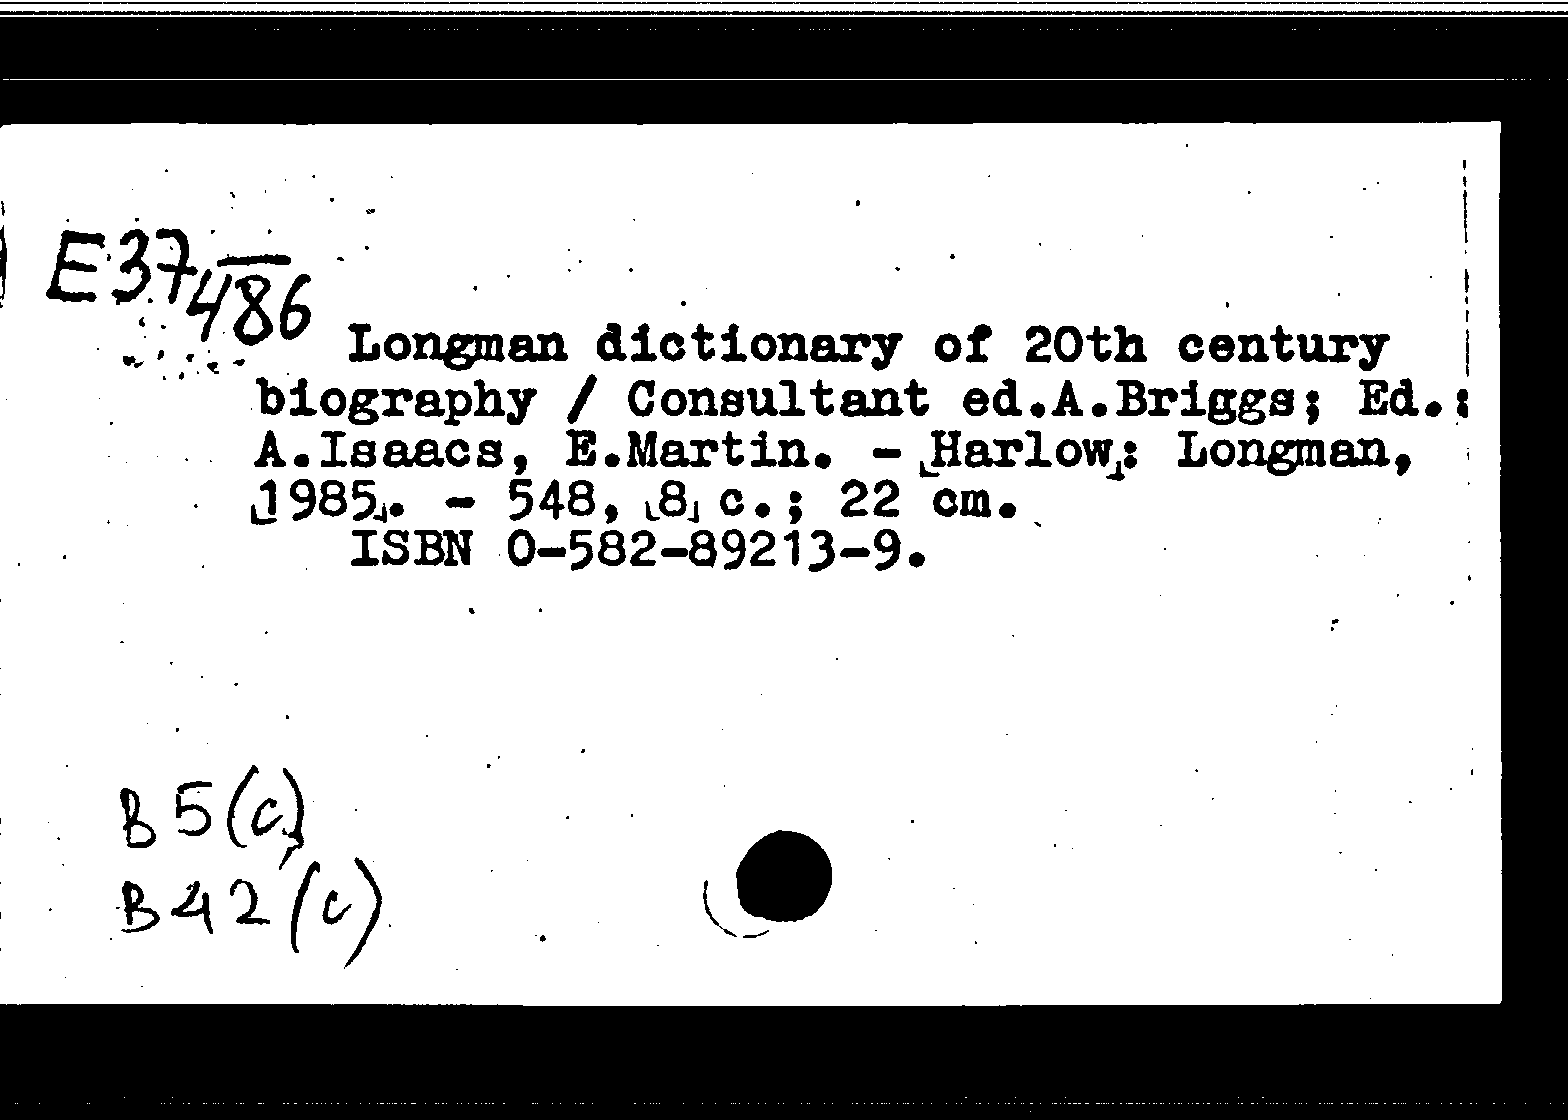 E37
486
Longman dictionary of 20th century
biography / Consultant ed.A.Briggs; Ed.:
A.Isaacs, E.Martin. – [Harlow]: Longman,
[1985]. – 548, [8] c.; 22 cm.
ISBN 0-582-89213-9.
B5(c)
B42(c)